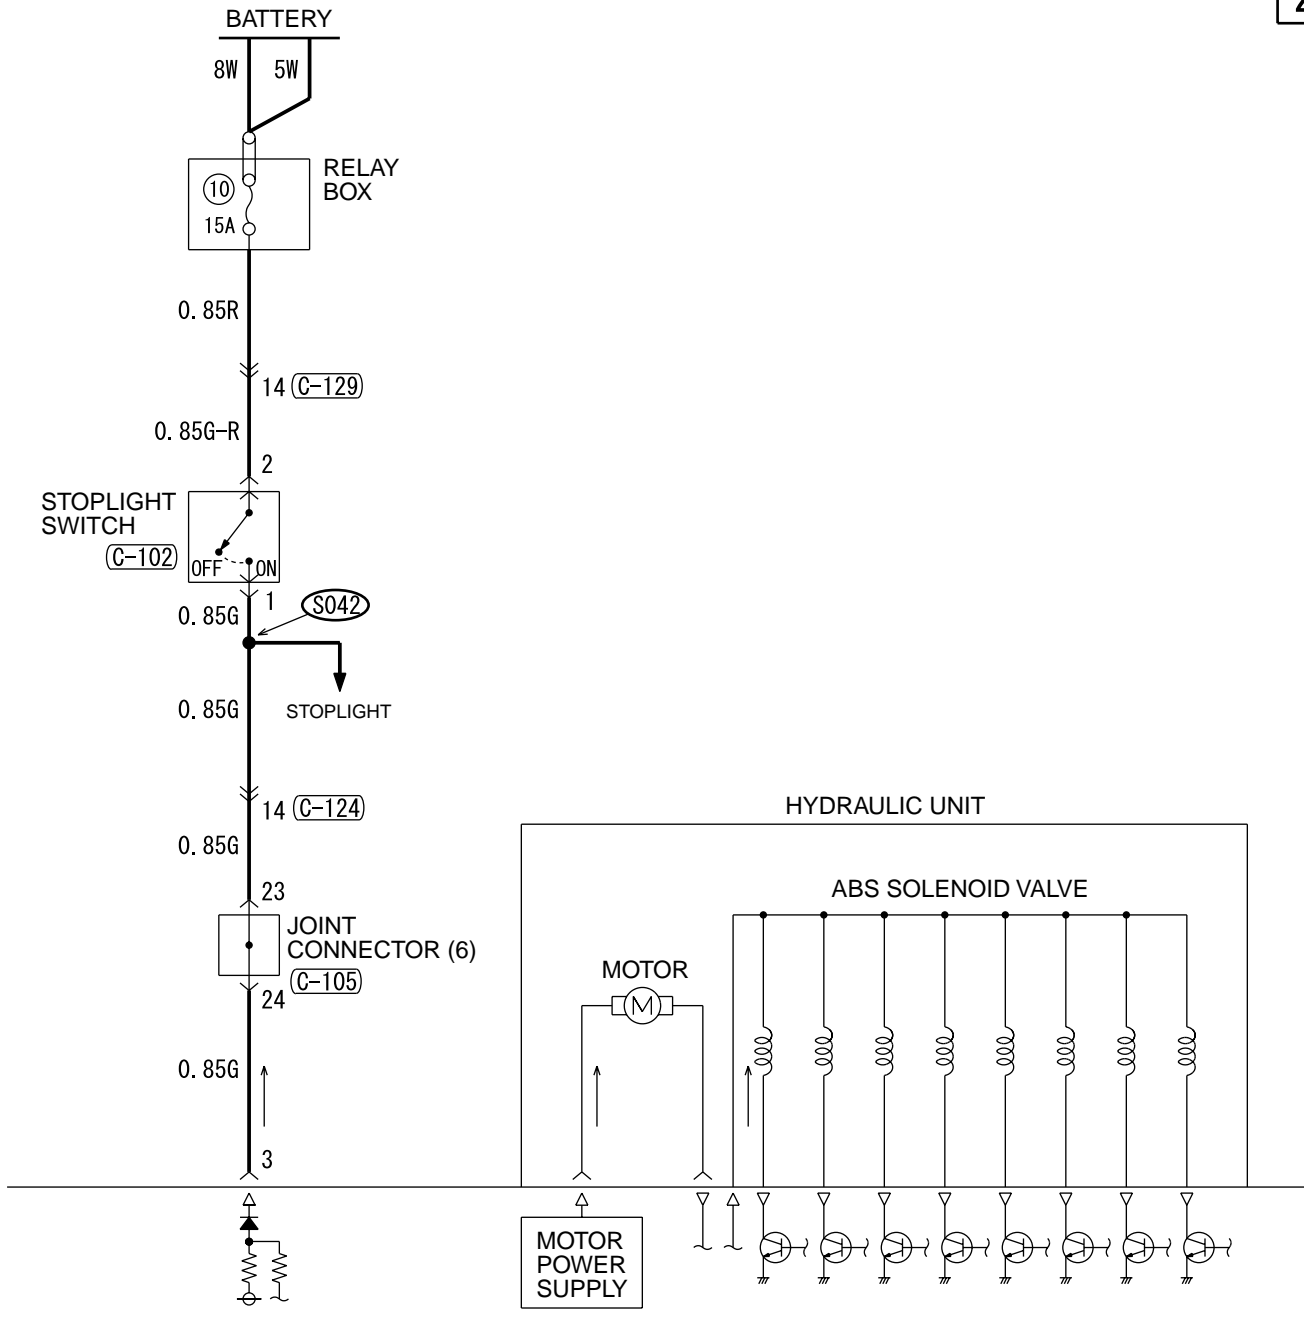 BATTERY
8W
5W
RELAY
BOX
10
15A
0.85R
14
C-129
0.85G-R
2
STOPLIGHT
SWITCH
C-102
OFF
ON
1
S042
0.85G
0.85G
STOPLIGHT
14
C-124
HYDRAULIC UNIT
0.85G
23
ABS SOLENOID VALVE
JOINT
CONNECTOR (6)
C-105
24
MOTOR
M
0.85G
3
MOTOR
POWER
SUPPLY